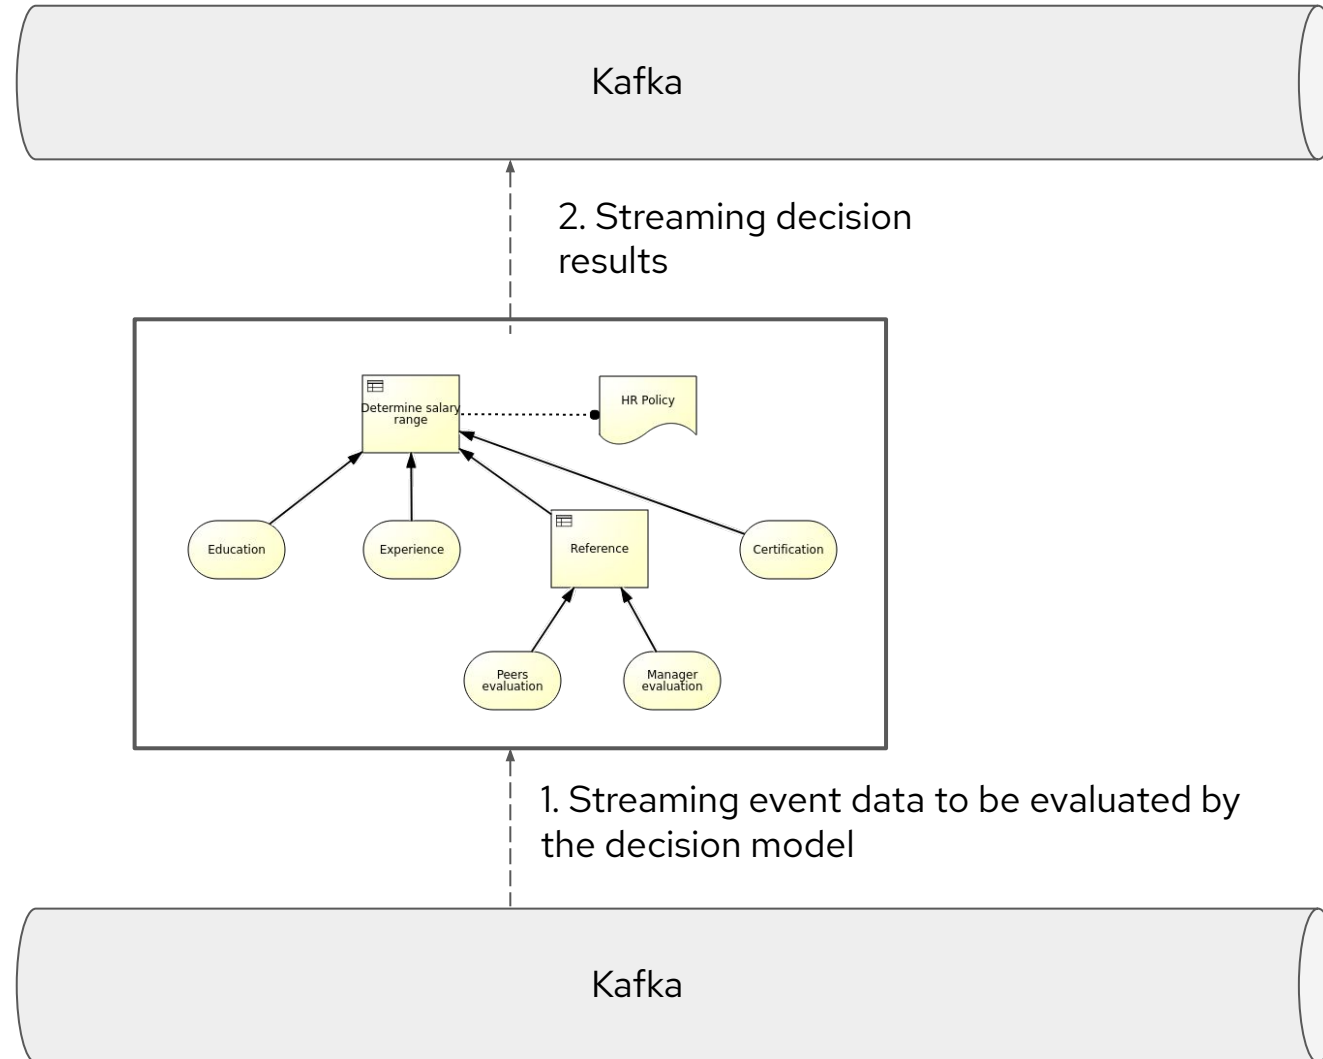 Kafka
2. Streaming decision
results
Determine salary
range
HR Policy
Education
Experience
Reference
Certification
Peers
evaluation
Manager
evaluation
1. Streaming event data to be evaluated by
the decision model
Kafka